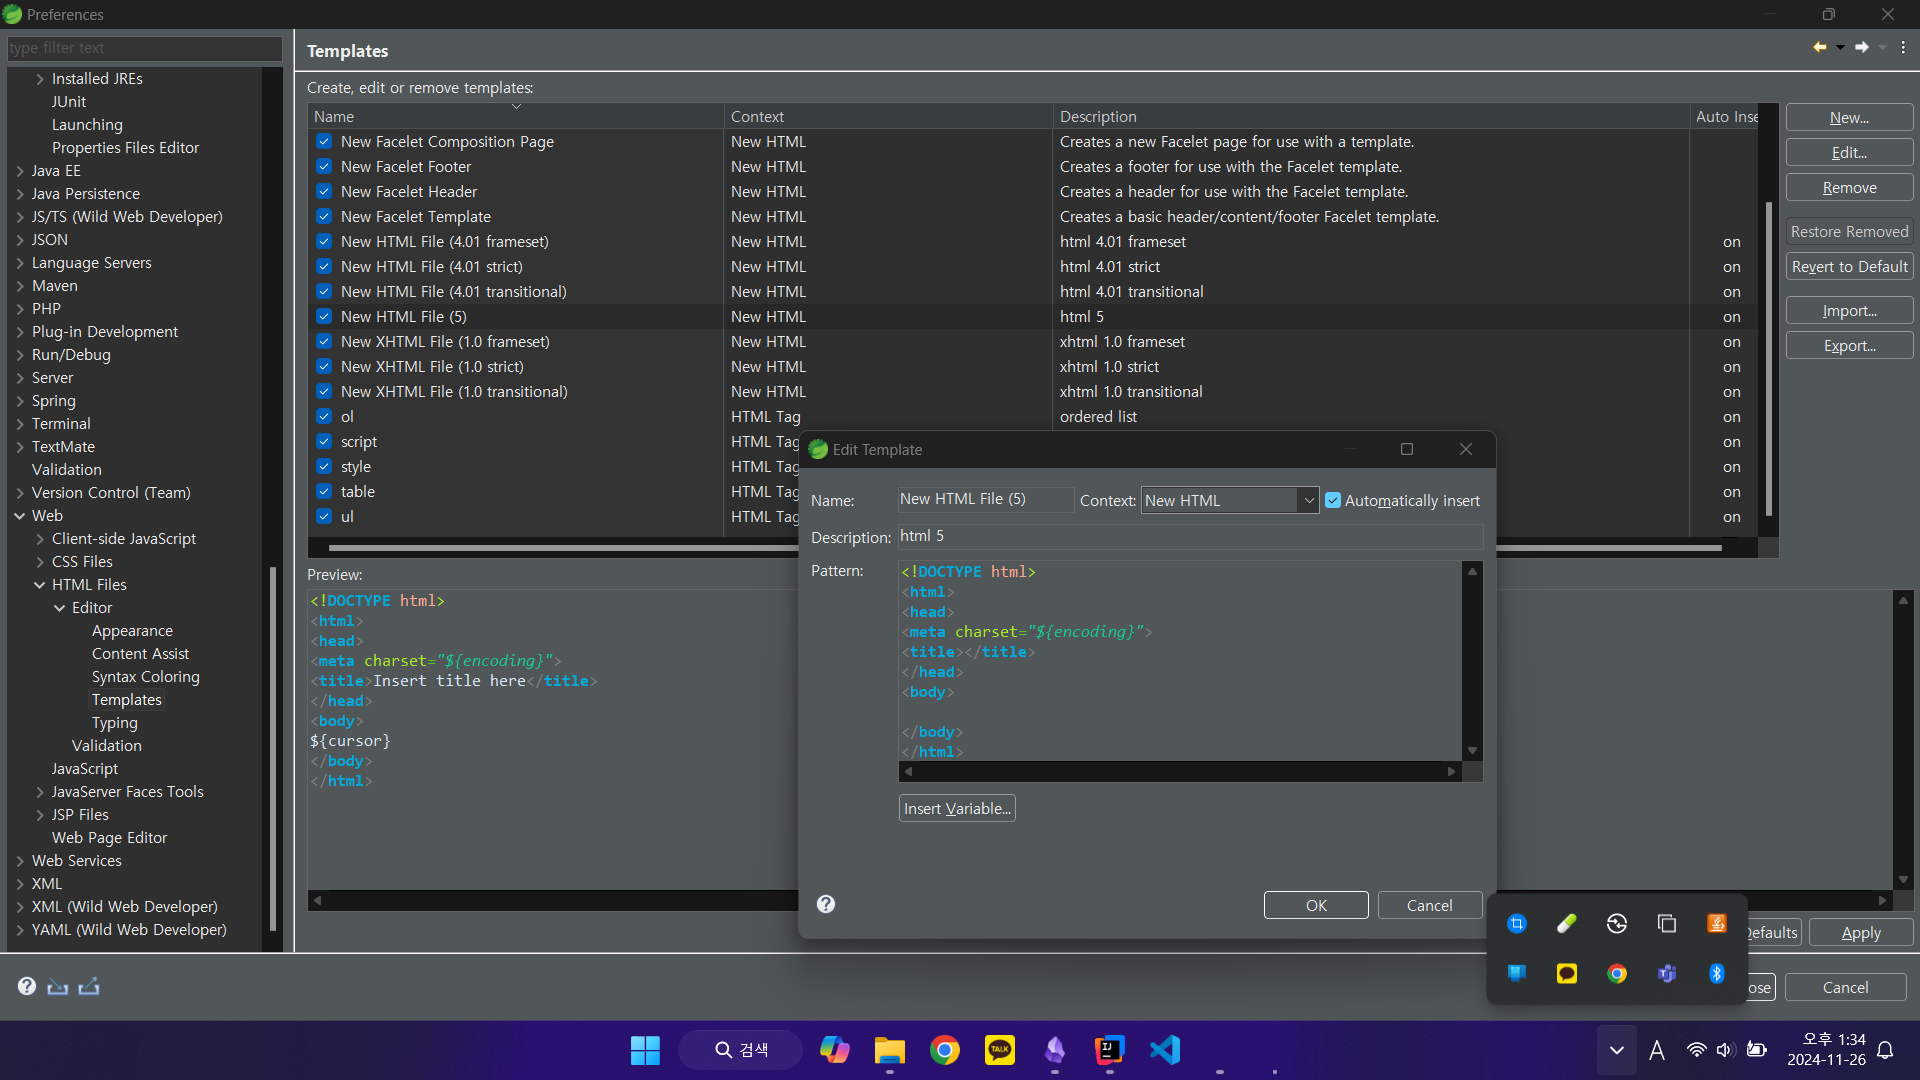 Preferences
type filter text
Installed JREs
JUnit
Launching
Properties Files Editor
Java EE
Java Persistence
JS/TS (Wild Web Developer)
JSON
Language Servers
Maven
PHP
Plug-in Development
Run/Debug
Server
Spring
Terminal
TextMate
Validation
Version Control (Team)
Web
Client-side JavaScript
CSS Files
HTML Files
Editor
Appearance
Content Assist
Syntax Coloring
Templates
Typing
Validation
JavaScript
JavaServer Faces Tools
JSP Files
Web Page Editor
Web Services
XML
XML (Wild Web Developer)
YAML (Wild Web Developer)
Templates
Create, edit or remove templates:
Name Context Description Auto Inse
New Facelet Composition Page New HTML Creates a new Facelet page for use with a template.
New Facelet Footer New HTML Creates a footer for use with the Facelet template.
New Facelet Header New HTML Creates a header for use with the Facelet template.
New Facelet Template New HTML Creates a basic header/content/footer Facelet template.
New HTML File (4.01 frameset) New HTML html 4.01 frameset on
New HTML File (4.01 strict) New HTML html 4.01 strict on
New HTML File (4.01 transitional) New HTML html 4.01 transitional on
New HTML File (5) New HTML html 5 on
New XHTML File (1.0 frameset) New HTML xhtml 1.0 frameset on
New XHTML File (1.0 strict) New HTML xhtml 1.0 strict on
New XHTML File (1.0 transitional) New HTML xhtml 1.0 transitional on
ol HTML Tag ordered list on
script HTML Tag on
style HTML Tag on
table HTML Tag on
ul HTML Tag on
New...
Edit...
Remove
Restore Removed
Revert to Default
Import...
Export...
Preview:
<!DOCTYPE html>
<html>
<head>
<meta charset="${encoding}">
<title>Insert title here</title>
</head>
<body>
${cursor}
</body>
</html>
Edit Template
Name: New HTML File (5) Context: New HTML Automatically insert
Description: html 5
Pattern:
<!DOCTYPE html>
<html>
<head>
<meta charset="${encoding}">
<title></title>
</head>
<body>
</body>
</html>
Insert Variable...
OK Cancel
Defaults Apply
ose Cancel
검색
TALK
IJ
A
오후 1:34
2024-11-26